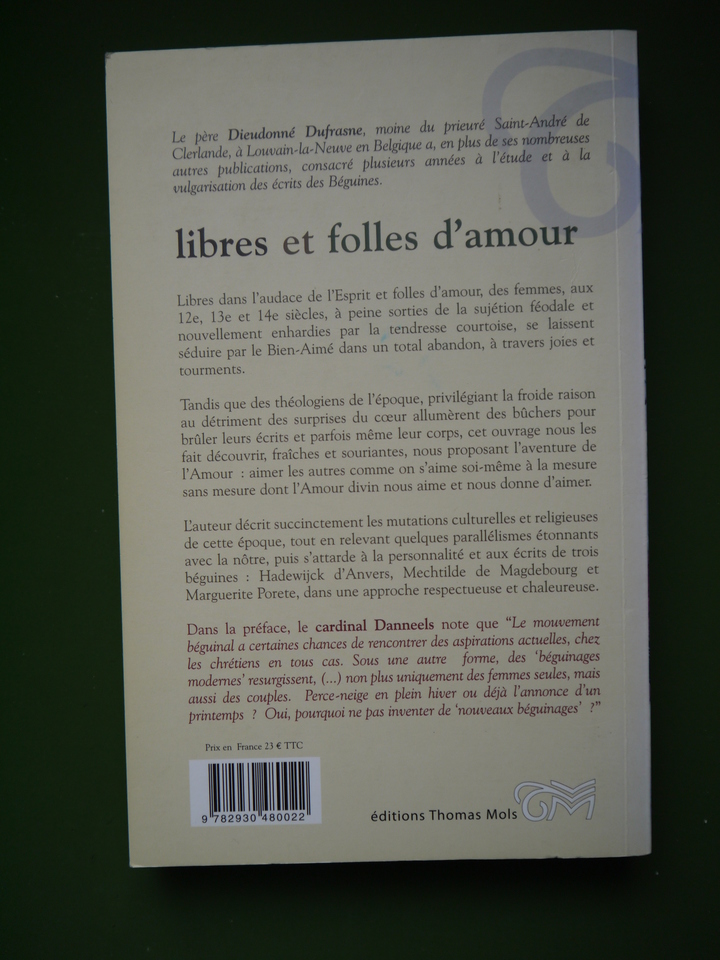 Le père Dieudonné Dufrasne, moine du prieuré Saint-André de
Clerlande, à Louvain-la-Neuve en Belgique a, en plus de ses nombreuses
autres publications, consacré plusieurs années à l'étude et à la
vulgarisation des écrits des Béguines.
libres et folles d'amour
Libres dans l'audace de l'Esprit et folles d'amour, des femmes, aux
12e, 13e et 14e siècles, à peine sorties de la sujétion féodale et
nouvellement enhardies par la tendresse courtoise, se laissent
séduire par le Bien-Aimé dans un total abandon, à travers joies et
tourments.
Tandis que des théologiens de l'époque, privilégiant la froide raison
au détriment des surprises du cœur allumèrent des bûchers pour
brûler leurs écrits et parfois même leur corps, cet ouvrage nous les
fait découvrir, fraîches et souriantes, nous proposant l'aventure de
l'Amour : aimer les autres comme on s'aime soi-même à la mesure
sans mesure dont l'Amour divin nous aime et nous donne d'aimer.
L'auteur décrit succinctement les mutations culturelles et religieuses
de cette époque, tout en relevant quelques parallélismes étonnants
avec la nôtre, puis s'attarde à la personnalité et aux écrits de trois
béguines : Hadewijck d'Anvers, Mechtilde de Magdebourg et
Marguerite Porete, dans une approche respectueuse et chaleureuse.
Dans la préface, le cardinal Danneels note que "Le mouvement
béguinal a certaines chances de rencontrer des aspirations actuelles, chez
les chrétiens en tous cas. Sous une autre forme, des 'béguinages
modernes' resurgissent, (...) non plus uniquement des femmes seules, mais
aussi des couples. Perce-neige en plein hiver ou déjà l'annonce d'un
printemps ? Oui, pourquoi ne pas inventer de 'nouveaux béguinages' ?"
Prix en France 23 € TTC
9 782930 480022
éditions Thomas Mols